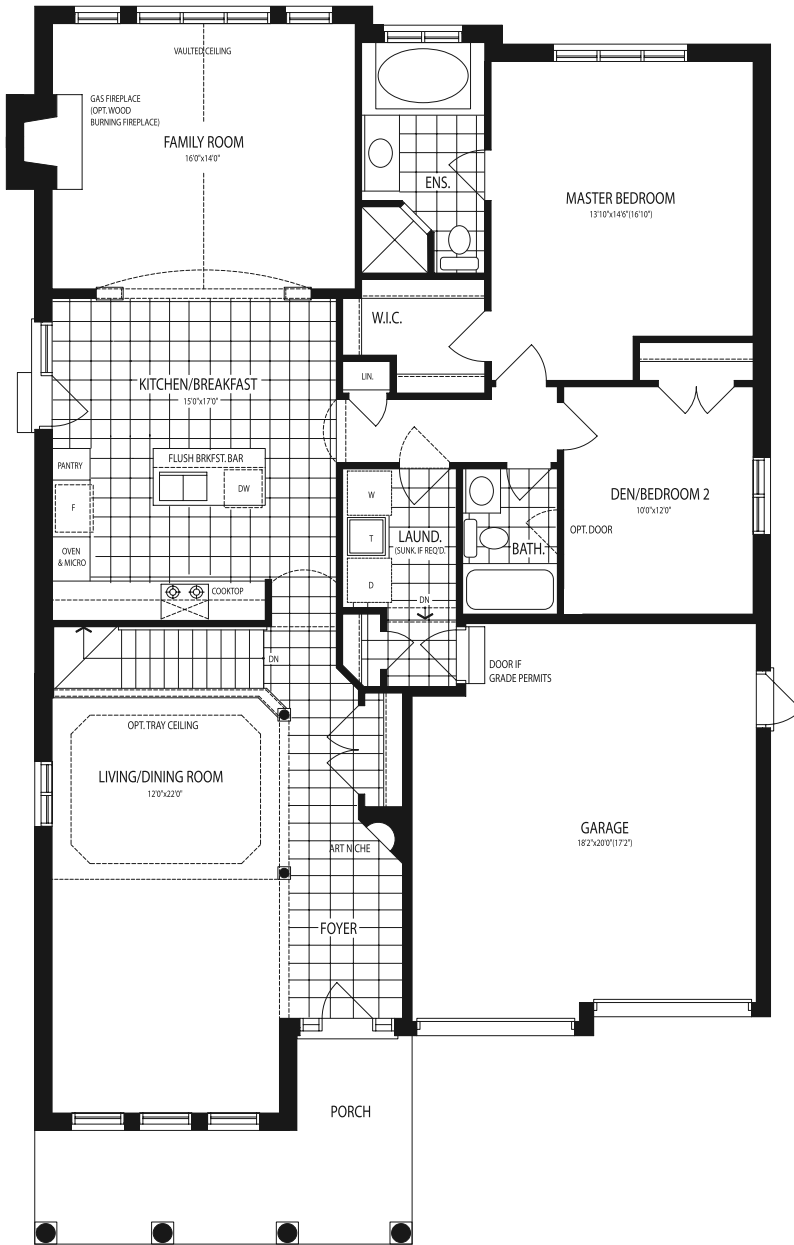 VAULTED CEILING
GAS FIREPLACE
(OPT. WOOD
BURNING FIREPLACE)
FAMILY ROOM
16'0"x14'0"
ENS.
MASTER BEDROOM
13'10"x14'6"(16'10)
W.I.C.
LIN.
KITCHEN/BREAKFAST
15'0"x17'0"
PANTRY
FLUSH BRKFST. BAR
DW
F
OVEN
& MICRO
COOKTOP
W
T
D
LAUND.
(SUNK. IF REQ'D.
DN
BATH.
OPT. DOOR
DEN/BEDROOM 2
10'0"x12'0"
DN
DOOR IF
GRADE PERMITS
OPT. TRAY CEILING
LIVING/DINING ROOM
12'0"x22'0"
ART NICHE
GARAGE
18'2"x20'0"(17'2")
FOYER
PORCH